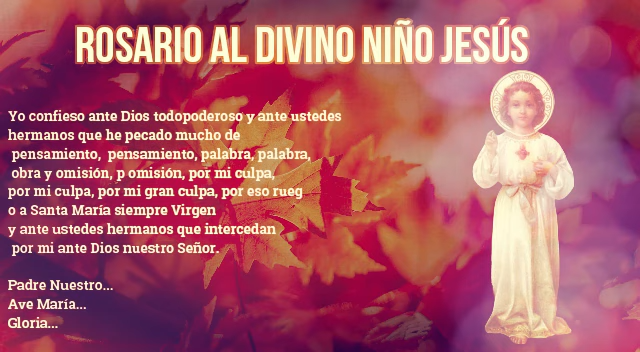 ROSARIO AL DIVINO NIÑO JESÚS
Yo confieso ante Dios todopoderoso y ante ustedes
hermanos que he pecado mucho de
pensamiento, pensamiento, palabra, palabra,
obra y omisión, p omisión, por mi culpa,
por mi culpa, por mi gran culpa, por eso rueg
o a Santa María siempre Virgen
y ante ustedes hermanos que intercedan
por mi ante Dios nuestro Señor.
Padre Nuestro...
Ave María...
Gloria...